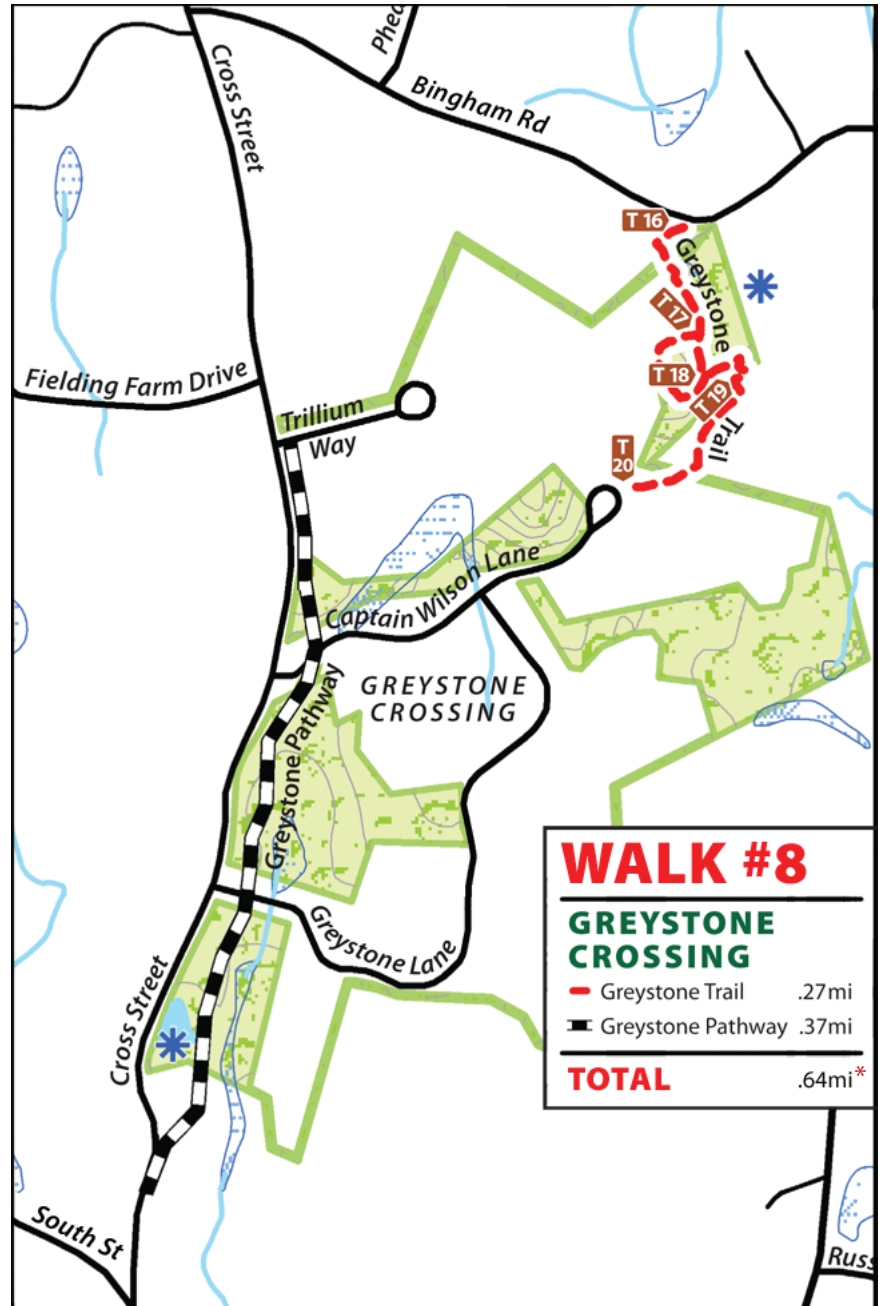 Phea
Cross Street
Bingham Rd
T 16
Greystone
T 17
Fielding Farm Drive
T 18
T 19
Trillium
Way
Trail
T
20
Captain Wilson Lane
GREYSTONE
CROSSING
Greystone Pathway
WALK #8
GREYSTONE
CROSSING
Greystone Trail .27mi
Greystone Pathway .37mi
TOTAL .64mi*
Greystone Lane
Cross Street
South St
Russ